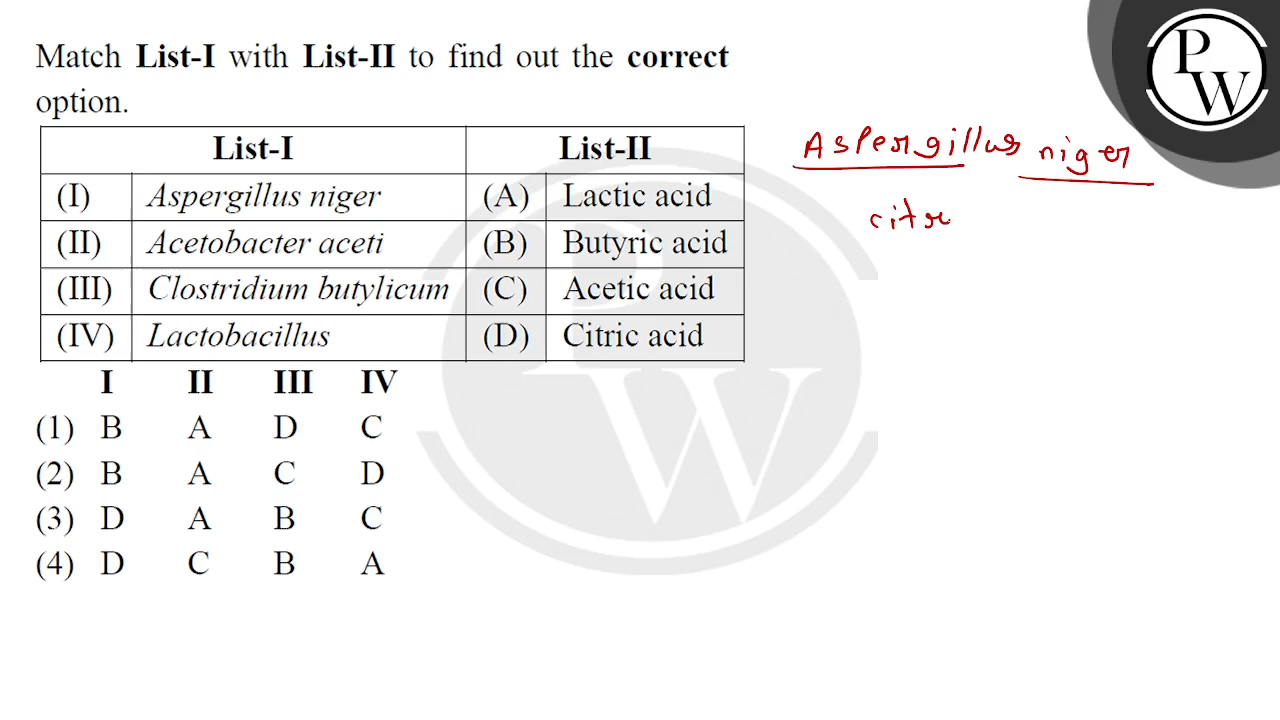 Match List-I with List-II to find out the correct
option.
List-I List-II
(I) Aspergillus niger (A) Lactic acid
(II) Acetobacter aceti (B) Butyric acid
(III) Clostridium butylicum (C) Acetic acid
(IV) Lactobacillus (D) Citric acid
I II III IV
(1) B A D C
(2) B A C D
(3) D A B C
(4) D C B A
Aspergillus niger
citr
PW
PW